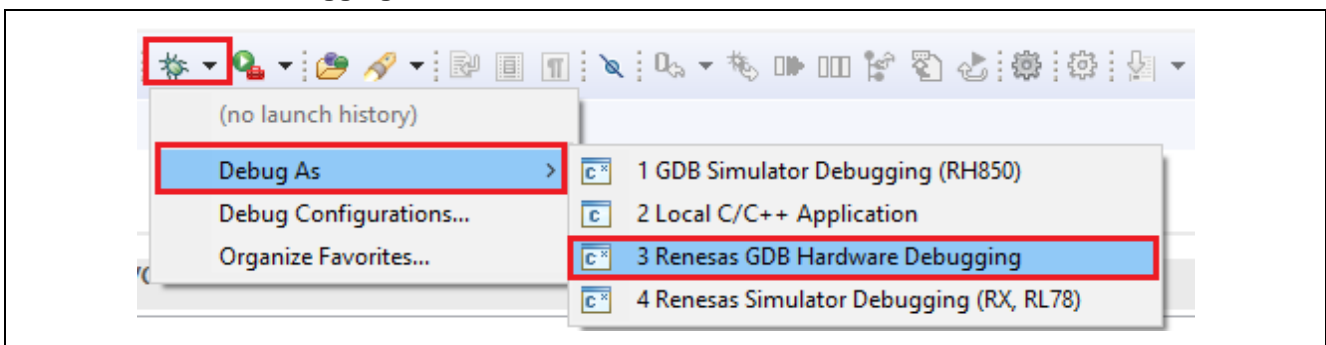 (no launch history)
Debug As
1 GDB Simulator Debugging (RH850)
Debug Configurations...
2 Local C/C++ Application
Organize Favorites...
3 Renesas GDB Hardware Debugging
4 Renesas Simulator Debugging (RX, RL78)